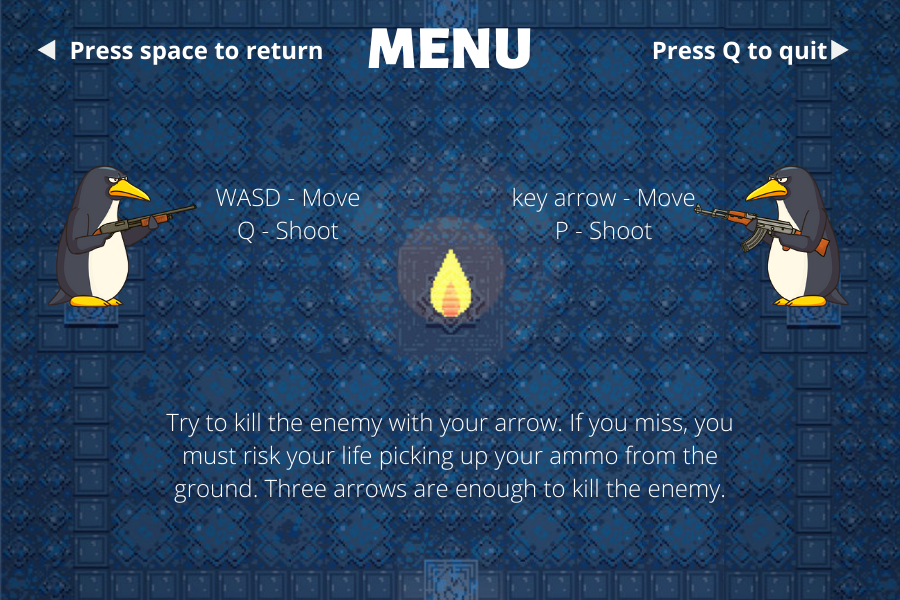 Press space to return
MENU
Press Q to quit
WASD - Move
Q - Shoot
key arrow - Move
P - Shoot
Try to kill the enemy with your arrow. If you miss, you
must risk your life picking up your ammo from the
ground. Three arrows are enough to kill the enemy.